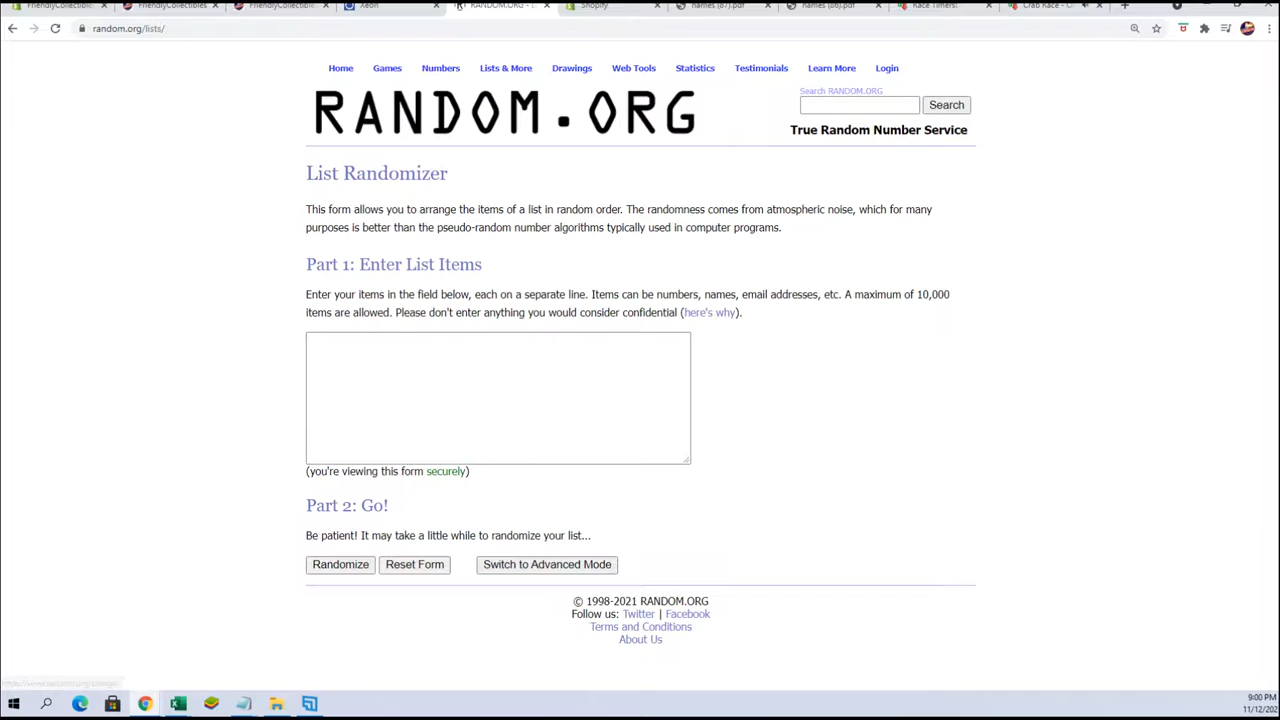 FriendlyCollectibles
FriendlyCollectibles
FriendlyCollectible
Xeon
RANDOM.ORG - Li
Shopify
names (87).pdf
names (86).pdf
Race Timers!
Crab Race -
random.org/lists/
Home
Games
Numbers
Lists & More
Drawings
Web Tools
Statistics
Testimonials
Learn More
Login
RANDOM.ORG
Search RANDOM.ORG
Search
True Random Number Service
List Randomizer
This form allows you to arrange the items of a list in random order. The randomness comes from atmospheric noise, which for many
purposes is better than the pseudo-random number algorithms typically used in computer programs.
Part 1: Enter List Items
Enter your items in the field below, each on a separate line. Items can be numbers, names, email addresses, etc. A maximum of 10,000
items are allowed. Please don't enter anything you would consider confidential (here's why).
(you're viewing this form securely)
Part 2: Go!
Be patient! It may take a little while to randomize your list...
Randomize
Reset Form
Switch to Advanced Mode
© 1998-2021 RANDOM.ORG
Follow us: Twitter | Facebook
Terms and Conditions
About Us
9:00 PM
11/12/202